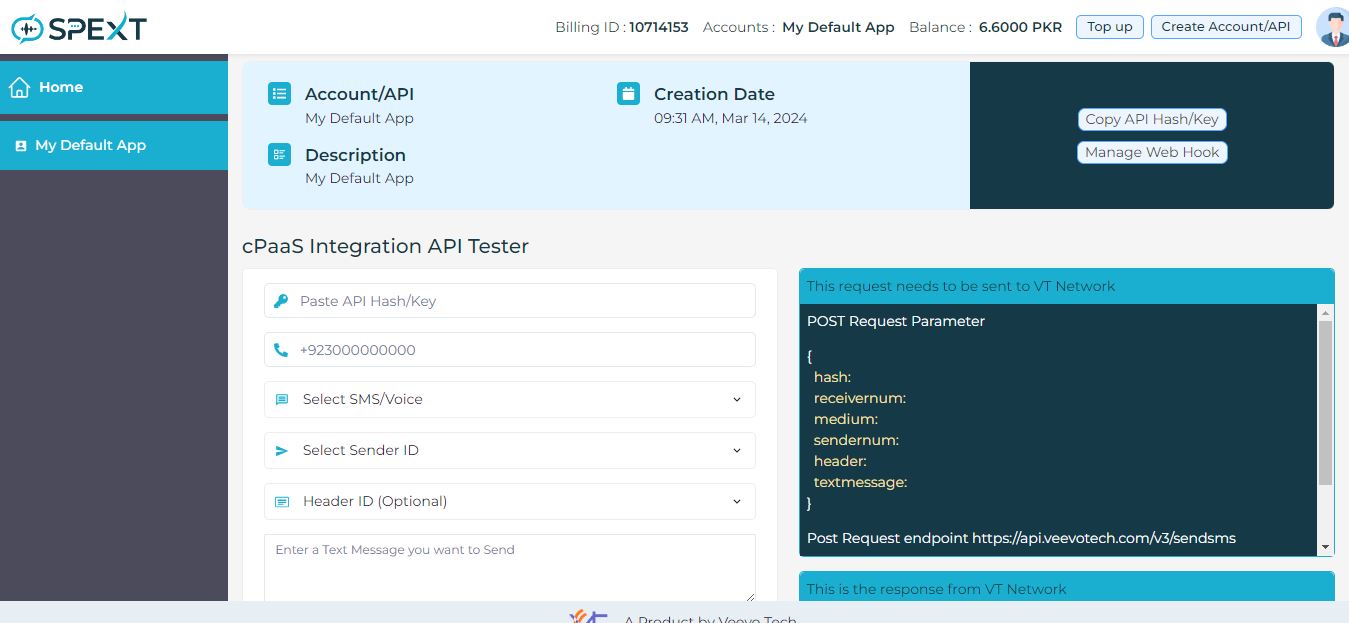 SPEXT
Billing ID : 10714153 Accounts : My Default App Balance : 6.6000 PKR Top up Create Account/API
Home
My Default App
Account/API
My Default App
Creation Date
09:31 AM, Mar 14, 2024
Description
My Default App
Copy API Hash/Key
Manage Web Hook
cPaaS Integration API Tester
Paste API Hash/Key
+923000000000
Select SMS/Voice
Select Sender ID
Header ID (Optional)
Enter a Text Message you want to Send
This request needs to be sent to VT Network
POST Request Parameter
{
hash:
receivernum:
medium:
sendernum:
header:
textmessage:
}
Post Request endpoint https://api.veevotech.com/v3/sendsms
This is the response from VT Network
A Product by Veevo Tech